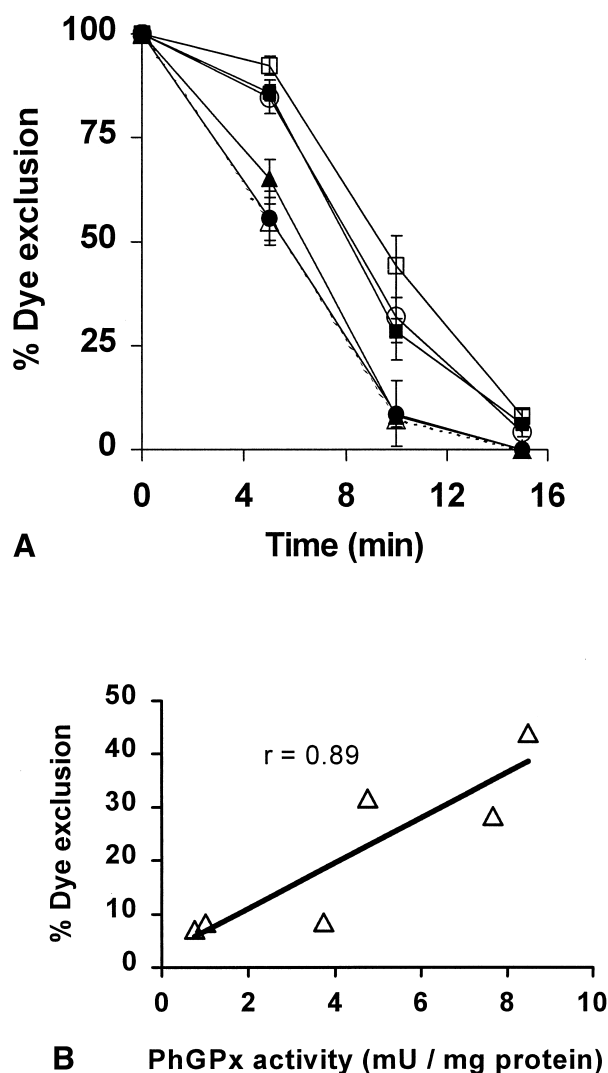 100
75
50
25
0
% Dye exclusion
0 4 8 12 16
A Time (min)
50
40
30
20
10
0
% Dye exclusion
r = 0.89
0 2 4 6 8 10
B PhGPx activity (mU / mg protein)